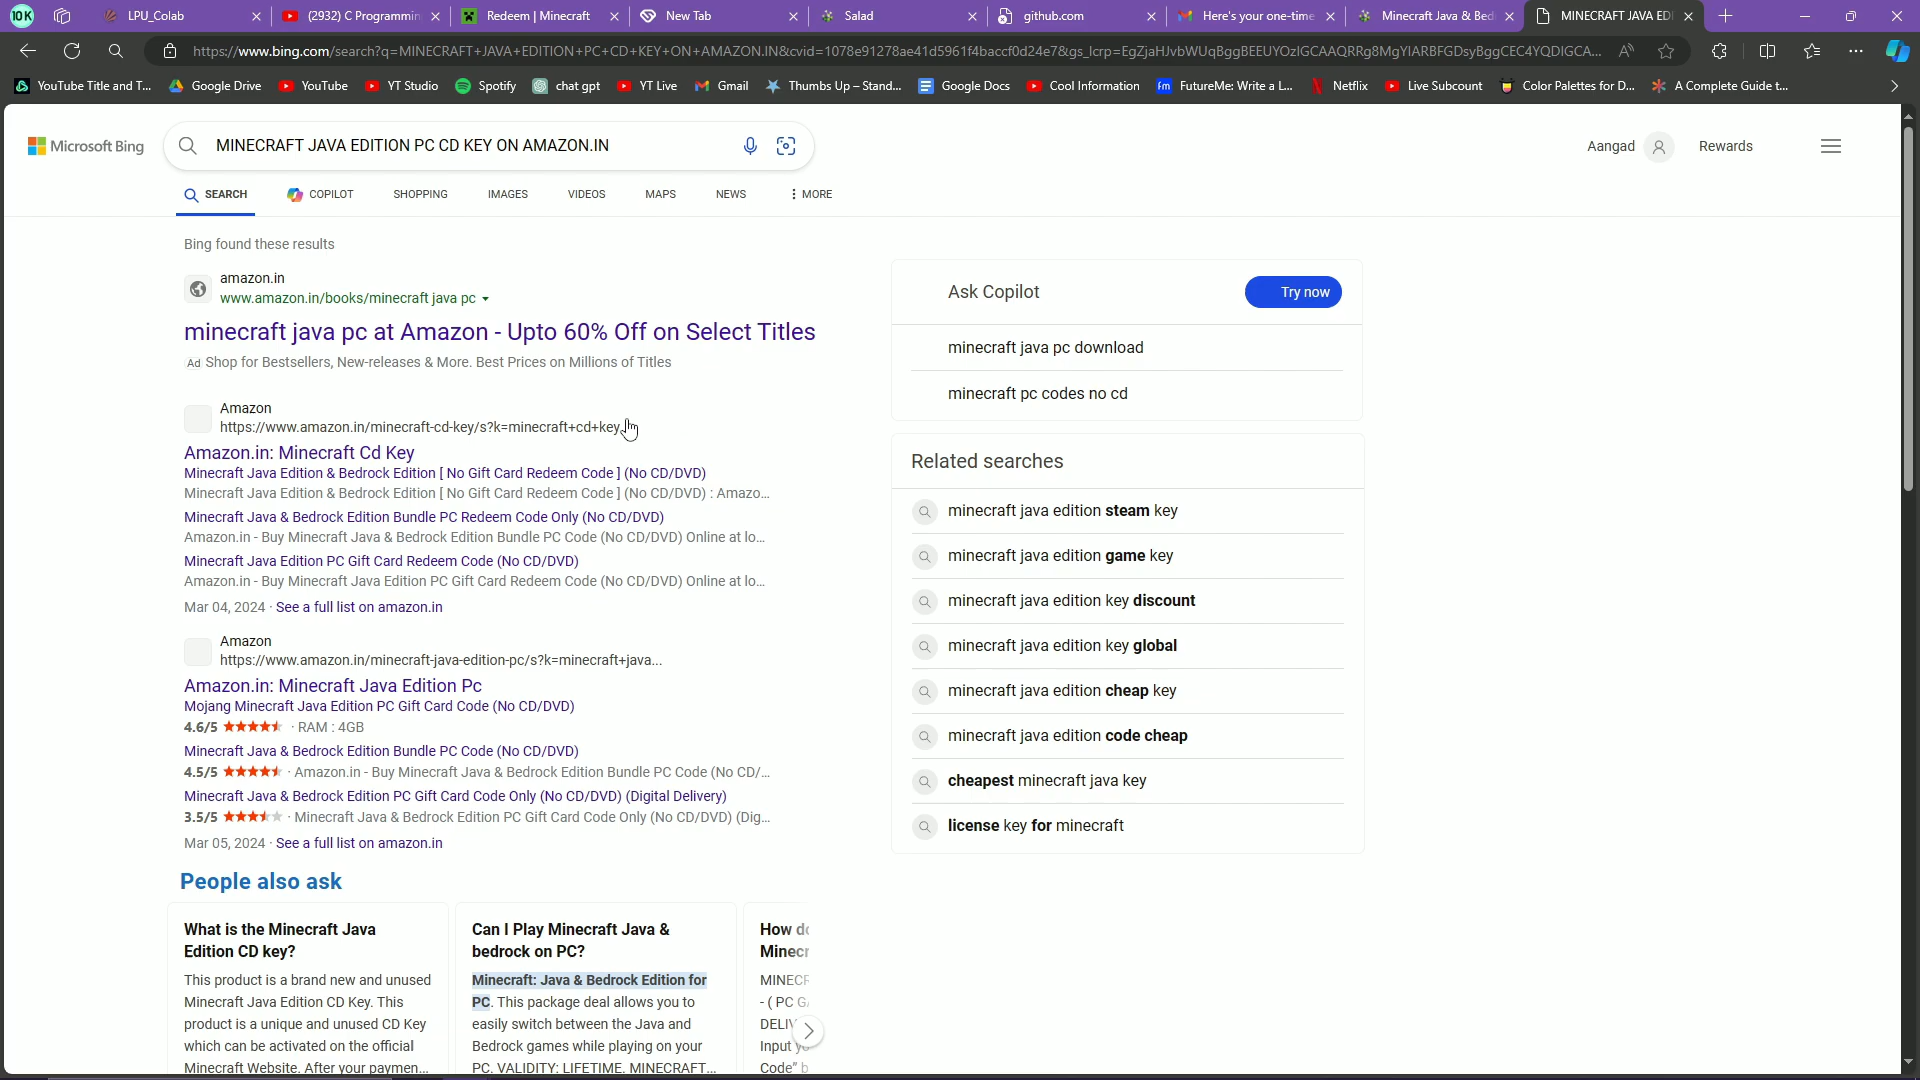 10K
LPU_Colab
(2932) C Programmin
Redeem | Minecraft
New Tab
Salad
github.com
Here's your one-time
Minecraft Java & Bed
MINECRAFT JAVA EDI
https://www.bing.com/search?q=MINECRAFT+JAVA+EDITION+PC+CD+KEY+ON+AMAZON.IN&cvid=1078e91278ae41d5961f4baccf0d24e7&gs_lcrp=EgZjaHJvbWUqBggBEEUYOzIGCAAQRRg8MgYIARBFGDsyBggCEC4YQDIGCA...
YouTube Title and T...
Google Drive
YouTube
YT Studio
Spotify
chat gpt
YT Live
Gmail
Thumbs Up – Stand...
Google Docs
Cool Information
FutureMe: Write a L...
Netflix
Live Subcount
Color Palettes for D...
A Complete Guide t...
Microsoft Bing
MINECRAFT JAVA EDITION PC CD KEY ON AMAZON.IN
Aangad
Rewards
SEARCH
COPILOT
SHOPPING
IMAGES
VIDEOS
MAPS
NEWS
MORE
Bing found these results
amazon.in
www.amazon.in/books/minecraft java pc
minecraft java pc at Amazon - Upto 60% Off on Select Titles
Ad Shop for Bestsellers, New-releases & More. Best Prices on Millions of Titles
Amazon
https://www.amazon.in/minecraft-cd-key/s?k=minecraft+cd+key
Amazon.in: Minecraft Cd Key
Minecraft Java Edition & Bedrock Edition [ No Gift Card Redeem Code ] (No CD/DVD)
Minecraft Java Edition & Bedrock Edition [ No Gift Card Redeem Code ] (No CD/DVD) : Amazo...
Minecraft Java & Bedrock Edition Bundle PC Redeem Code Only (No CD/DVD)
Amazon.in - Buy Minecraft Java & Bedrock Edition Bundle PC Code (No CD/DVD) Online at lo...
Minecraft Java Edition PC Gift Card Redeem Code (No CD/DVD)
Amazon.in - Buy Minecraft Java Edition PC Gift Card Redeem Code (No CD/DVD) Online at lo...
Mar 04, 2024 · See a full list on amazon.in
Amazon
https://www.amazon.in/minecraft-java-edition-pc/s?k=minecraft+java...
Amazon.in: Minecraft Java Edition Pc
Mojang Minecraft Java Edition PC Gift Card Code (No CD/DVD)
4.6/5 · RAM : 4GB
Minecraft Java & Bedrock Edition Bundle PC Code (No CD/DVD)
4.5/5 · Amazon.in - Buy Minecraft Java & Bedrock Edition Bundle PC Code (No CD/...
Minecraft Java & Bedrock Edition PC Gift Card Code Only (No CD/DVD) (Digital Delivery)
3.5/5 · Minecraft Java & Bedrock Edition PC Gift Card Code Only (No CD/DVD) (Dig...
Mar 05, 2024 · See a full list on amazon.in
People also ask
What is the Minecraft Java
Edition CD key?
This product is a brand new and unused
Minecraft Java Edition CD Key. This
product is a unique and unused CD Key
which can be activated on the official
Minecraft Website. After your paymen...
Can I Play Minecraft Java &
bedrock on PC?
Minecraft: Java & Bedrock Edition for
PC. This package deal allows you to
easily switch between the Java and
Bedrock games while playing on your
PC. VALIDITY: LIFETIME. MINECRAFT...
How do
Minecr
MINECR
- ( PC G
DELIV
Input y
Code" b
Ask Copilot
Try now
minecraft java pc download
minecraft pc codes no cd
Related searches
minecraft java edition steam key
minecraft java edition game key
minecraft java edition key discount
minecraft java edition key global
minecraft java edition cheap key
minecraft java edition code cheap
cheapest minecraft java key
license key for minecraft